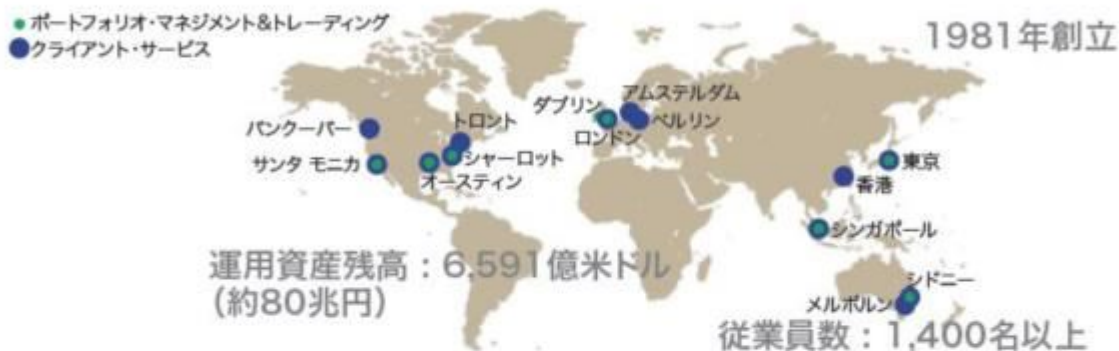 ポートフォリオ・マネジメント&トレーディング
クライアント・サービス
1981年創立
アムステルダム
ダブリン
ベルリン
ロンドン
トロント
バンクーバー
シャーロット
サンタ モニカ
オースティン
東京
香港
シンガポール
運用資産残高：6,591億米ドル
(約80兆円)
シドニー
メルボルン
従業員数：1,400名以上